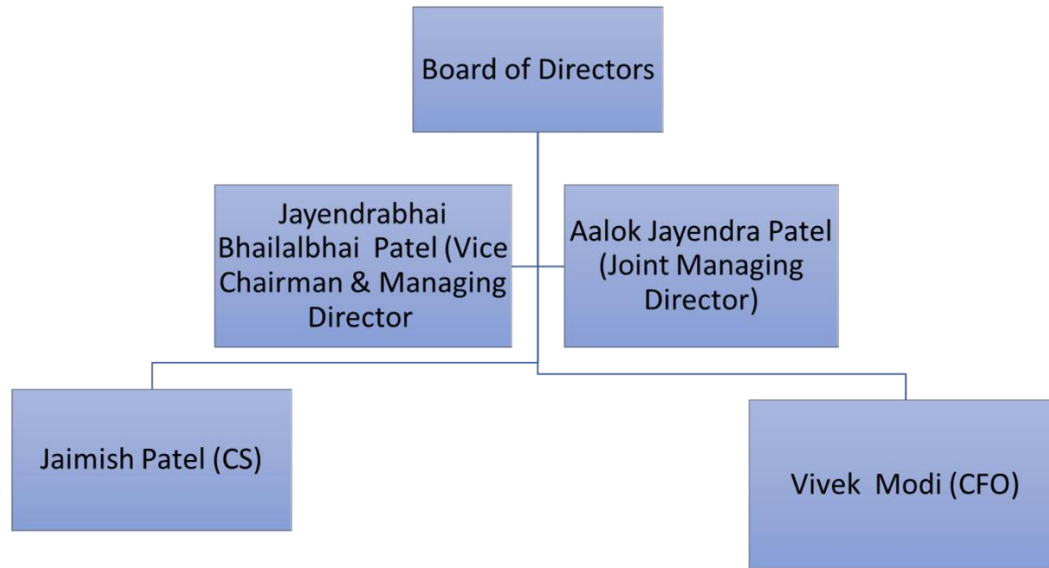 Board of Directors
Jayendrabhai
Bhailalbhai  Patel (Vice
Chairman & Managing
Director
Aalok Jayendra Patel
(Joint Managing
Director)
Jaimish Patel (CS)
Vivek  Modi (CFO)